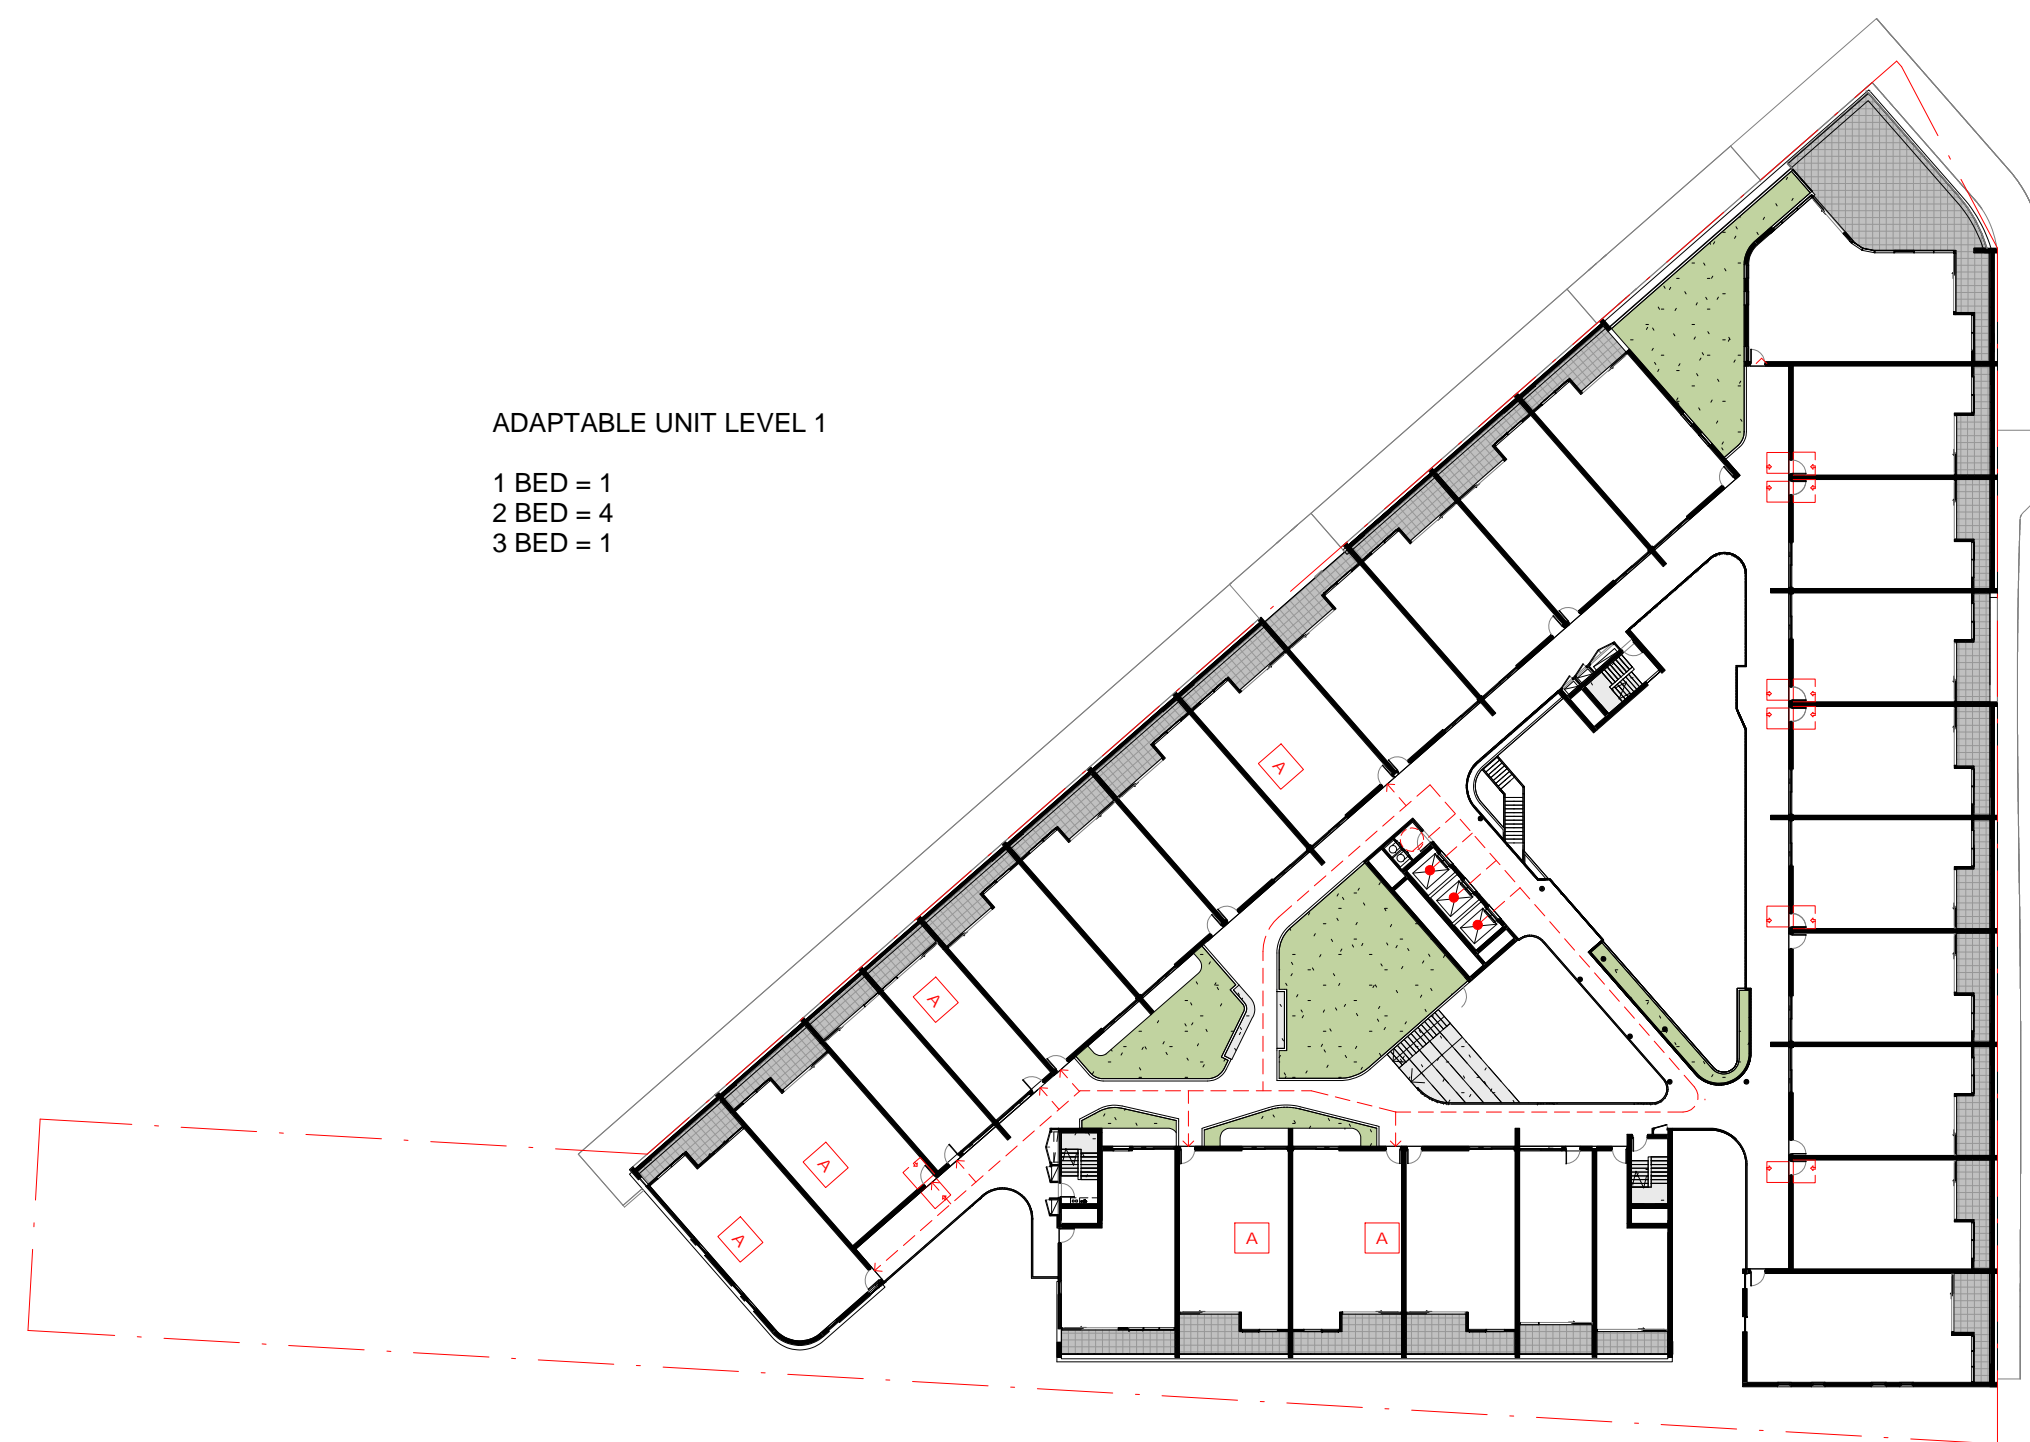 ADAPTABLE UNIT LEVEL 1
1 BED = 1
2 BED = 4
3 BED = 1
A
A
A
A
A
A